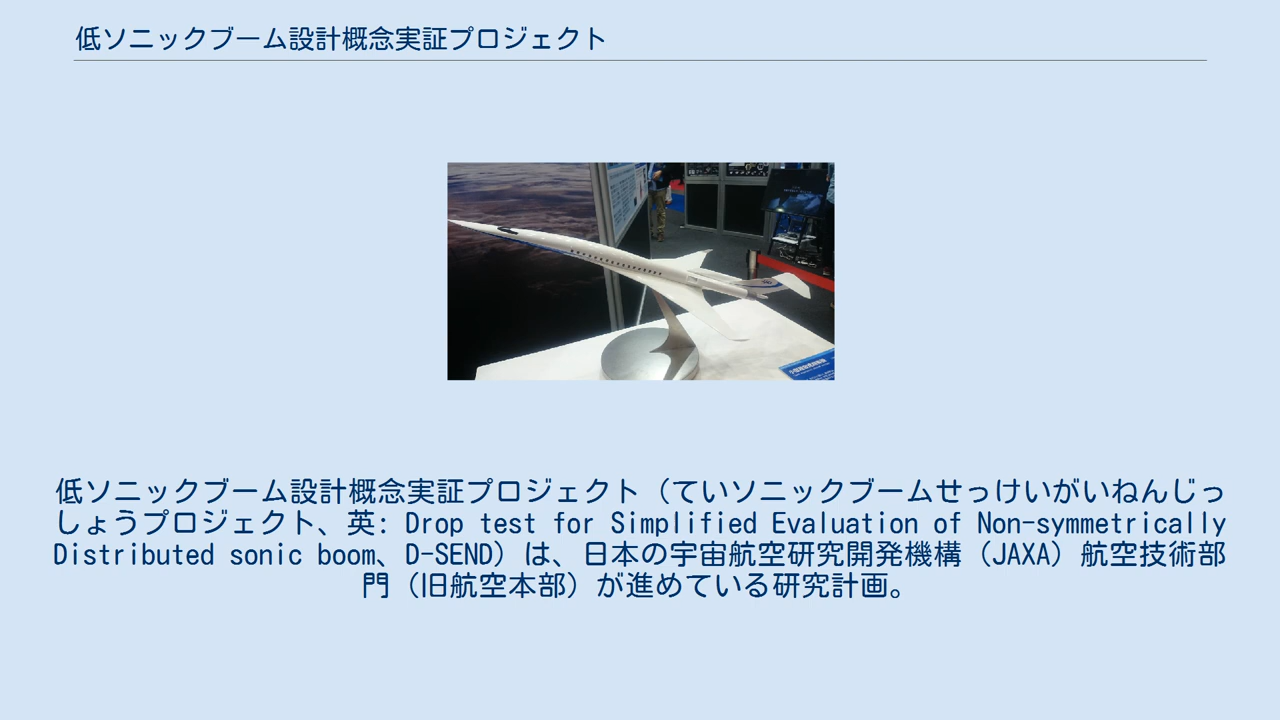 低ソニックブーム設計概念実証プロジェクト
低ソニックブーム設計概念実証プロジェクト（ていソニックブームせっけいがいねんじっ
しょうプロジェクト、英: Drop test for Simplified Evaluation of Non-symmetrically
Distributed sonic boom、D-SEND）は、日本の宇宙航空研究開発機構（JAXA）航空技術部
門（旧航空本部）が進めている研究計画。